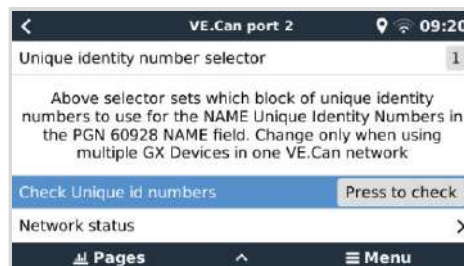 VE.Can port 2 09:20
Unique identity number selector 1
Above selector sets which block of unique identity
numbers to use for the NAME Unique Identity Numbers in
the PGN 60928 NAME field. Change only when using
multiple GX Devices in one VE.Can network
Check Unique id numbers Press to check
Network status
Pages Menu